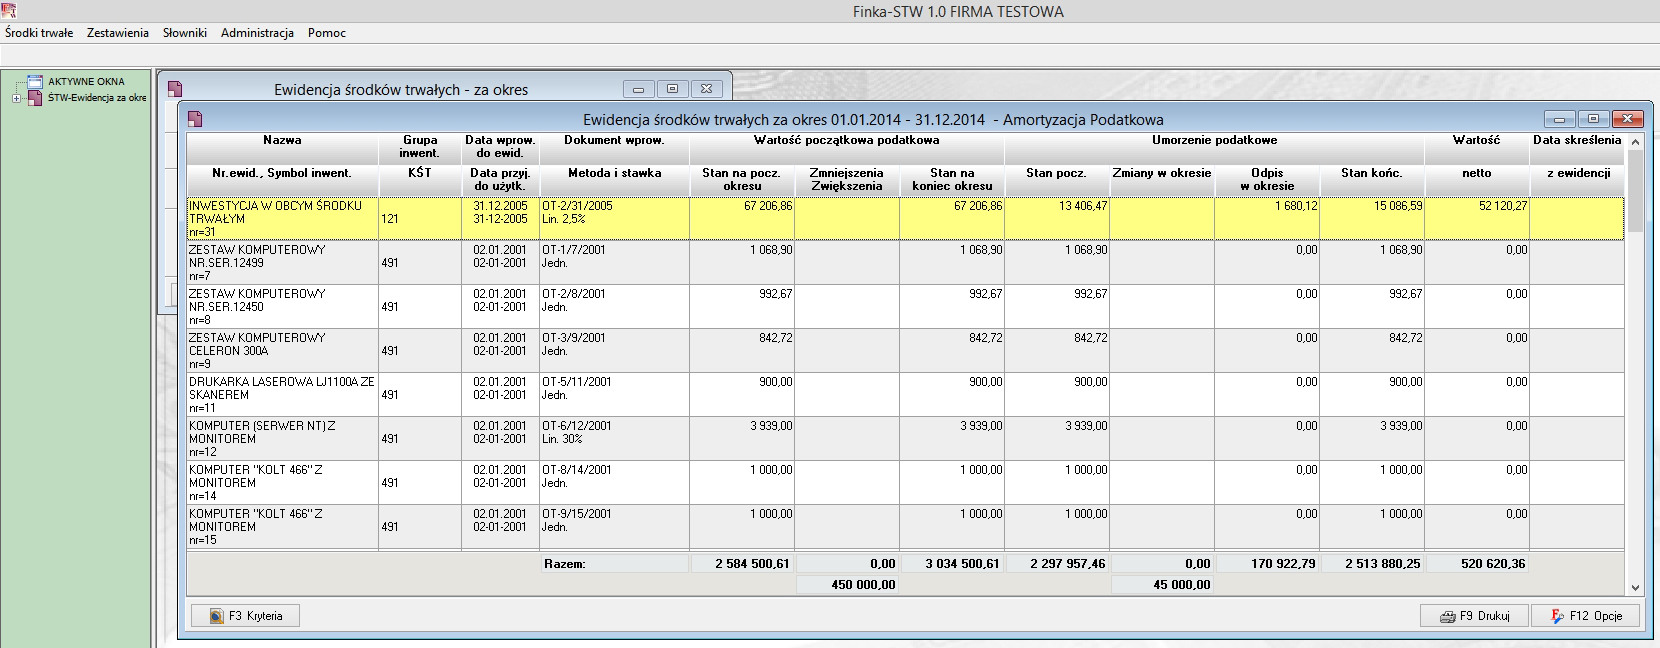 Finka-STW 1.0 FIRMA TESTOWA
Środki trwałe Zestawienia Słowniki Administracja Pomoc
AKTYWNE OKNA
ŚTW-Ewidencja za okre
Ewidencja środków trwałych - za okres
Ewidencja środków trwałych za okres 01.01.2014 - 31.12.2014 - Amortyzacja Podatkowa
Nazwa Grupa inwent. Data wprow. do ewid. Dokument wprow. Wartość początkowa podatkowa Umorzenie podatkowe Wartość Data skreślenia
Nr.ewid., Symbol inwent. KŚT Data przyj. do użytk. Metoda i stawka Stan na pocz. okresu Zmniejszenia Zwiększenia Stan na koniec okresu Stan pocz. Zmiany w okresie Odpis w okresie Stan końc. netto z ewidencji
INWESTYCJA W OBCYM ŚRODKU 31.12.2005 OT-2/31/2005 67 206,86 67 206,86 13 406,47 1 680,12 15 086,59 52 120,27
TRWAŁYM 121 31-12-2005 Lin. 2,5%
nr=31
ZESTAW KOMPUTEROWY 02.01.2001 OT-1/7/2001 1 068,90 1 068,90 1 068,90 0,00 1 068,90 0,00
NR.SER.12499 491 02-01-2001 Jedn.
nr=7
ZESTAW KOMPUTEROWY 02.01.2001 OT-2/8/2001 992,67 992,67 992,67 0,00 992,67 0,00
NR.SER.12450 491 02-01-2001 Jedn.
nr=8
ZESTAW KOMPUTEROWY 02.01.2001 OT-3/9/2001 842,72 842,72 842,72 0,00 842,72 0,00
CELERON 300A 491 02-01-2001 Jedn.
nr=9
DRUKARKA LASEROWA LJ1100A ZE 02.01.2001 OT-5/11/2001 900,00 900,00 900,00 0,00 900,00 0,00
SKANEREM 491 02-01-2001 Jedn.
nr=11
KOMPUTER (SERWER NT) Z 02.01.2001 OT-6/12/2001 3 939,00 3 939,00 3 939,00 0,00 3 939,00 0,00
MONITOREM 491 02-01-2001 Lin. 30%
nr=12
KOMPUTER "KOLT 466" Z 02.01.2001 OT-8/14/2001 1 000,00 1 000,00 1 000,00 0,00 1 000,00 0,00
MONITOREM 491 02-01-2001 Jedn.
nr=14
KOMPUTER "KOLT 466" Z 02.01.2001 OT-9/15/2001 1 000,00 1 000,00 1 000,00 0,00 1 000,00 0,00
MONITOREM 491 02-01-2001 Jedn.
nr=15
Razem: 2 584 500,61 0,00 3 034 500,61 2 297 957,46 0,00 170 922,79 2 513 880,25 520 620,36
450 000,00 45 000,00
F3 Kryteria F9 Drukuj F12 Opcje